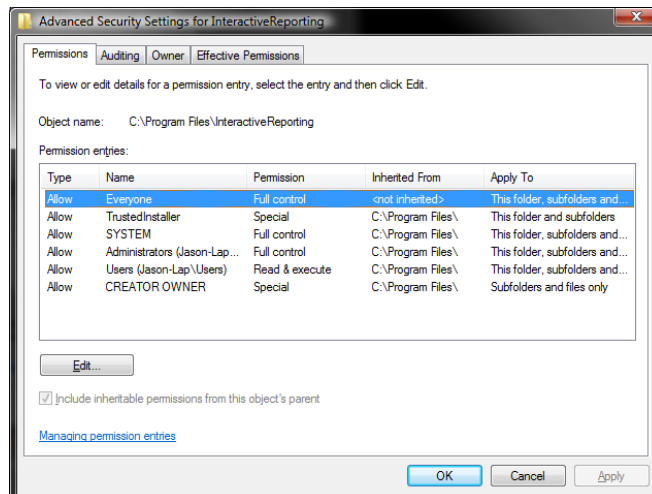 Advanced Security Settings for InteractiveReporting
Permissions Auditing Owner Effective Permissions
To view or edit details for a permission entry, select the entry and then click Edit.
Object name: C:\Program Files\InteractiveReporting
Permission entries:
Type Name Permission Inherited From Apply To
Allow Everyone Full control <not inherited> This folder, subfolders and...
Allow TrustedInstaller Special C:\Program Files\ This folder and subfolders
Allow SYSTEM Full control C:\Program Files\ This folder, subfolders and...
Allow Administrators (Jason-Lap... Full control C:\Program Files\ This folder, subfolders and...
Allow Users (Jason-Lap\Users) Read & execute C:\Program Files\ This folder, subfolders and...
Allow CREATOR OWNER Special C:\Program Files\ Subfolders and files only
Edit...
Include inheritable permissions from this object's parent
Managing permission entries
OK Cancel Apply